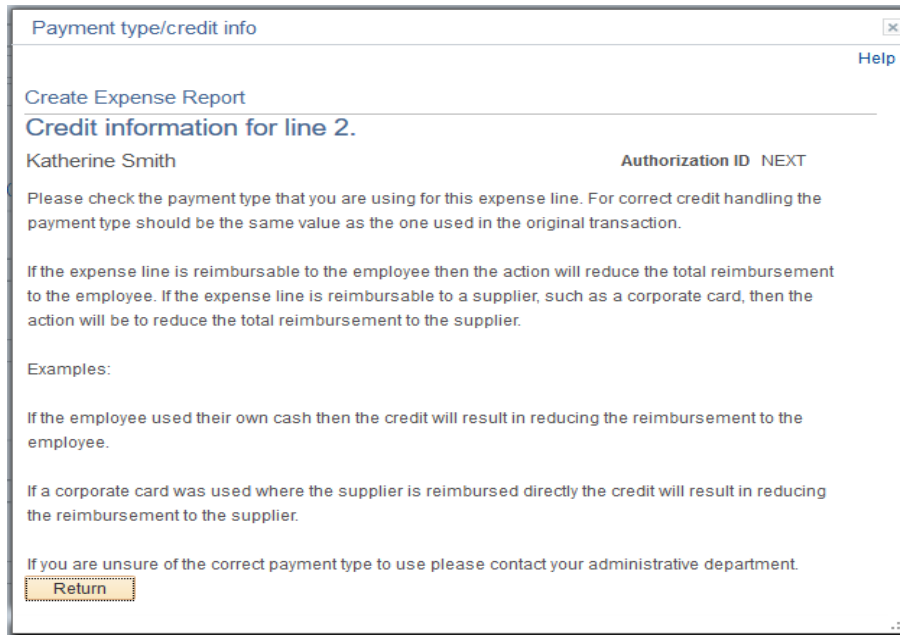 Payment type/credit info
Help
Create Expense Report
Credit information for line 2.
Katherine Smith Authorization ID NEXT
Please check the payment type that you are using for this expense line. For correct credit handling the
payment type should be the same value as the one used in the original transaction.
If the expense line is reimbursable to the employee then the action will reduce the total reimbursement
to the employee. If the expense line is reimbursable to a supplier, such as a corporate card, then the
action will be to reduce the total reimbursement to the supplier.
Examples:
If the employee used their own cash then the credit will result in reducing the reimbursement to the
employee.
If a corporate card was used where the supplier is reimbursed directly the credit will result in reducing
the reimbursement to the supplier.
If you are unsure of the correct payment type to use please contact your administrative department.
Return